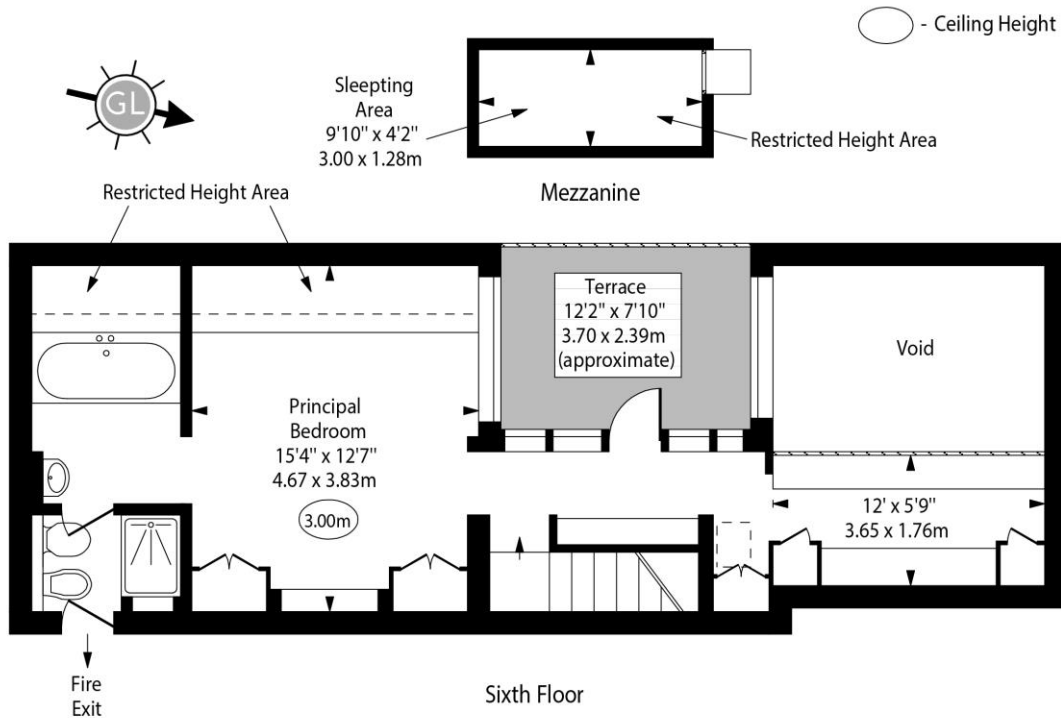 - Ceiling Height
GL
Sleepting
Area
9'10" x 4'2"
3.00 x 1.28m
Restricted Height Area
Mezzanine
Restricted Height Area
Terrace
12'2" x 7'10"
3.70 x 2.39m
(approximate)
Void
Principal
Bedroom
15'4" x 12'7"
4.67 x 3.83m
3.00m
12' x 5'9"
3.65 x 1.76m
Fire
Exit
Sixth Floor